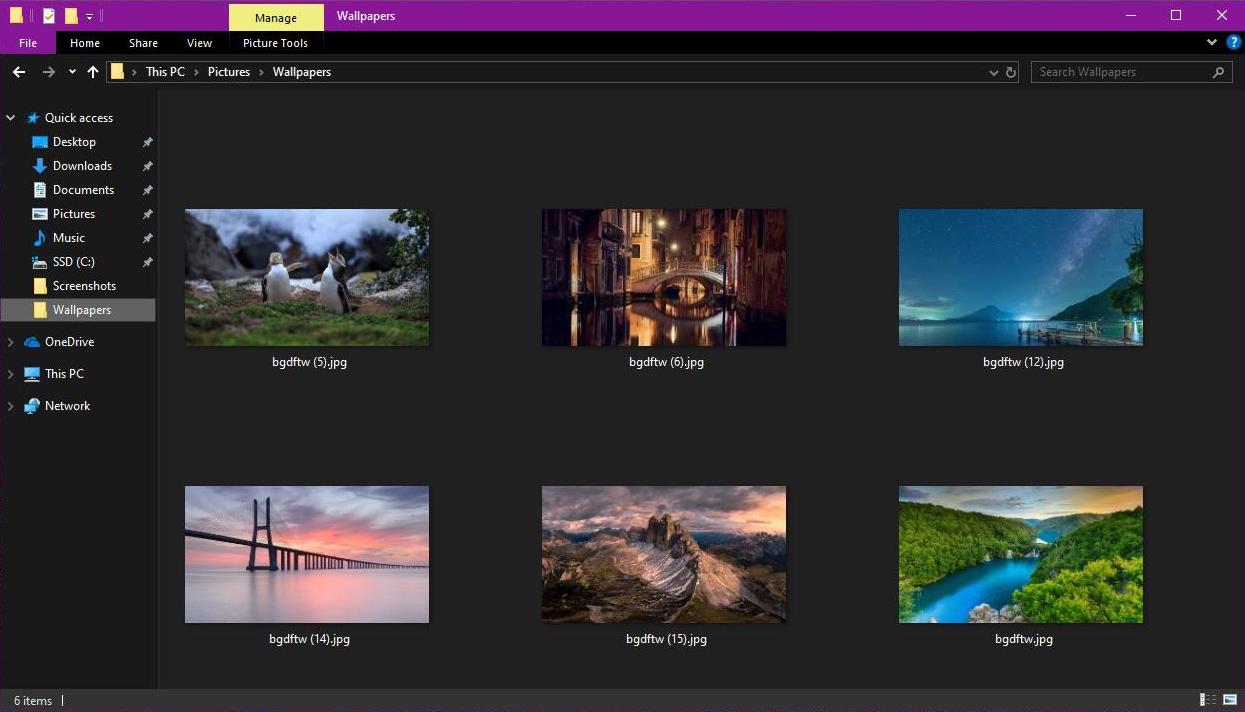 Manage
Wallpapers
File
Home
Share
View
Picture Tools
?
This PC
Pictures
Wallpapers
Search Wallpapers
Quick access
Desktop
Downloads
Documents
Pictures
Music
SSD (C:)
Screenshots
Wallpapers
OneDrive
This PC
Network
bgdftw (5).jpg
bgdftw (6).jpg
bgdftw (12).jpg
bgdftw (14).jpg
bgdftw (15).jpg
bgdftw.jpg
6 items